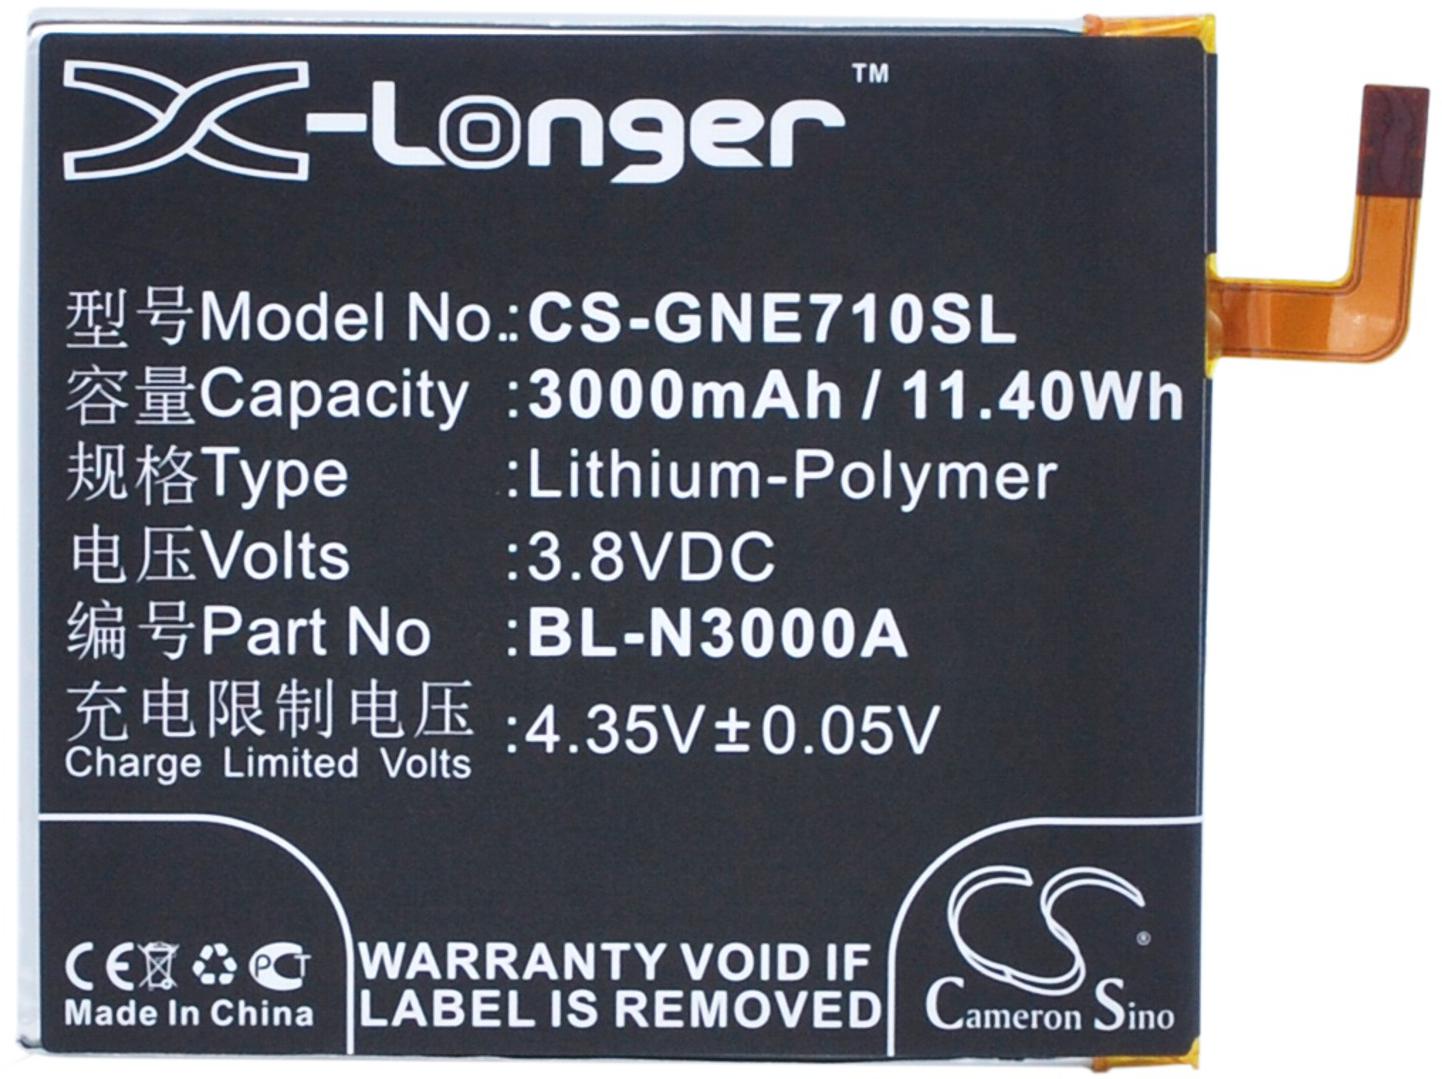 X-Longer™
型号Model No.:CS-GNE710SL
容量Capacity :3000mAh / 11.40Wh
规格Type :Lithium-Polymer
电压Volts :3.8VDC
编号Part No :BL-N3000A
充电限制电压
Charge Limited Volts :4.35V±0.05V
CE PCT
Made In China
WARRANTY VOID IF
LABEL IS REMOVED
CS®
Cameron Sino